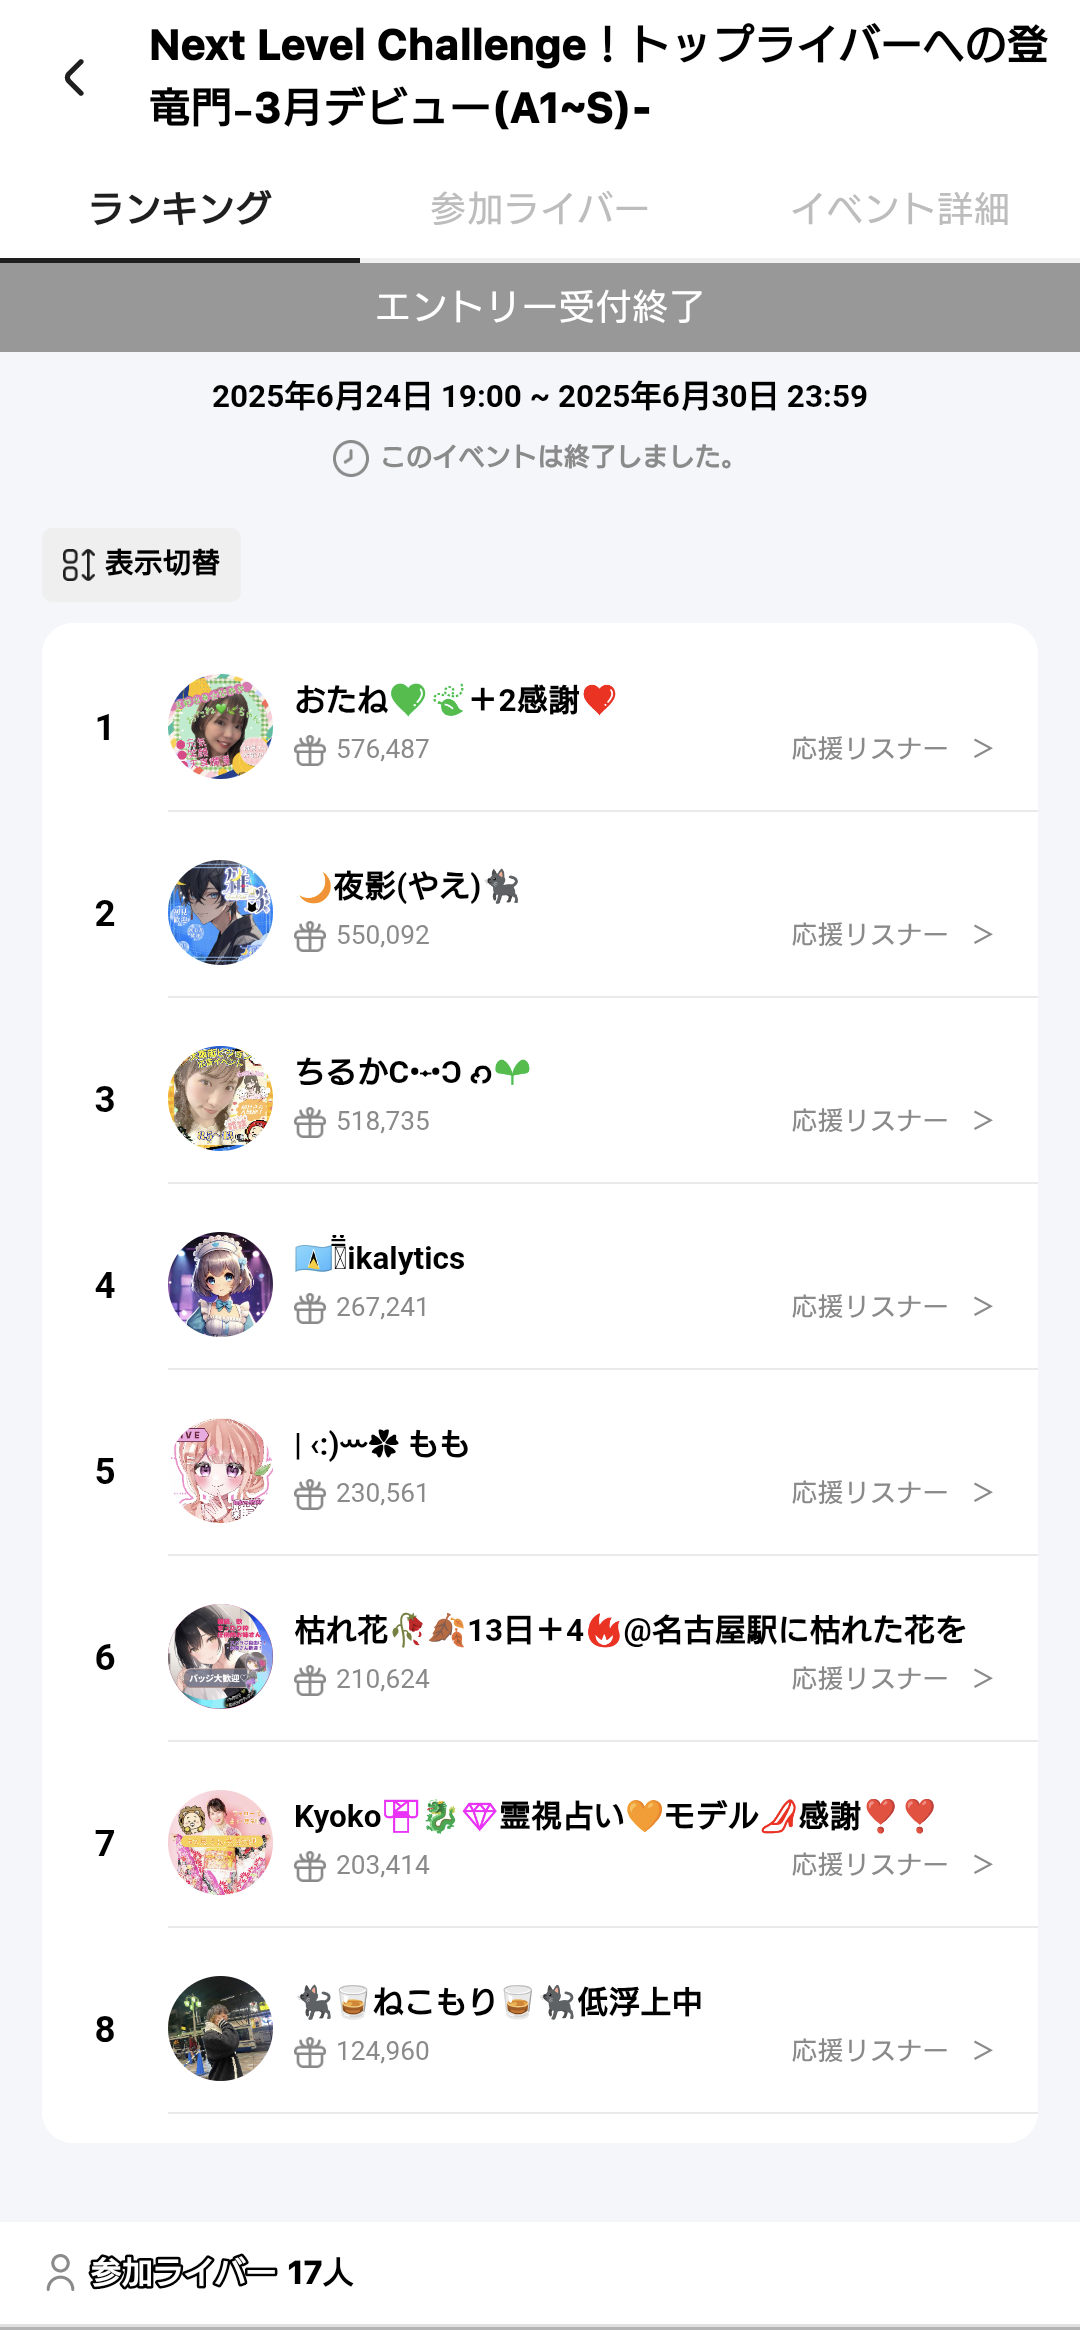 Next Level Challenge！トップライバーへの登
竜門-3月デビュー(A1~S)-
ランキング
参加ライバー
イベント詳細
エントリー受付終了
2025年6月24日 19:00 ~ 2025年6月30日 23:59
このイベントは終了しました。
表示切替
1
おたね💚🍃＋2感謝❤️
576,487
応援リスナー >
2
🌙夜影(やえ)🐈‍⬛
550,092
応援リスナー >
3
ちるか🌱
518,735
応援リスナー >
4
🇱🇨ikalytics
267,241
応援リスナー >
5
もも
230,561
応援リスナー >
6
枯れ花🥀🍂13日＋4🔥@名古屋駅に枯れた花を
バッジ大歓迎
210,624
応援リスナー >
7
Kyoko👘🐉💎霊視占い🧡モデル👠感謝❣️❣️
203,414
応援リスナー >
8
🐈‍⬛🥃ねこもり🥃🐈‍⬛低浮上中
124,960
応援リスナー >
参加ライバー 17人